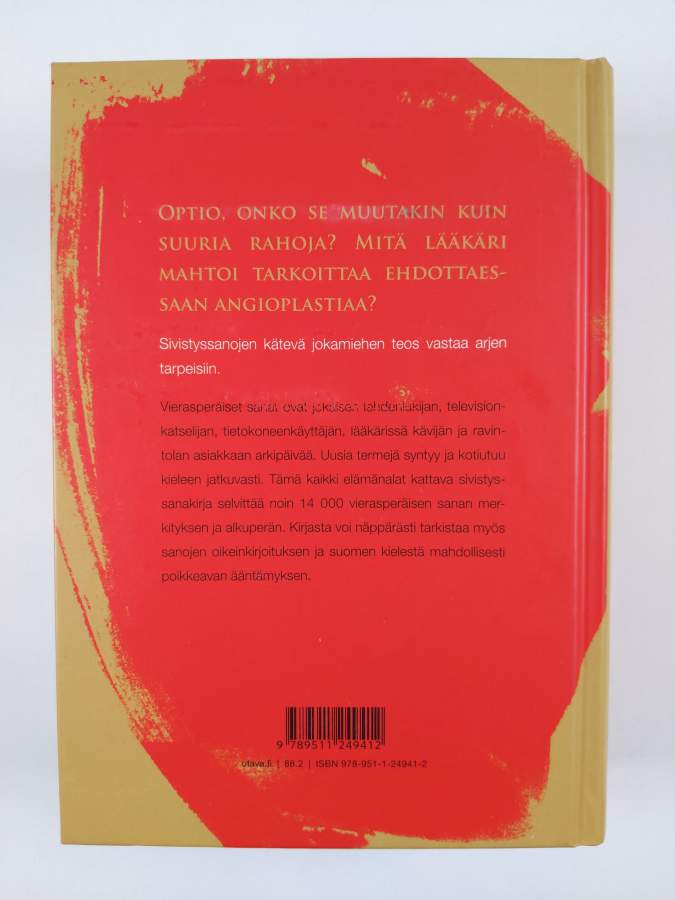 OPTIO, ONKO SE MUUTAKIN KUIN
SUURIA RAHOJA? MITÄ LÄÄKÄRI
MAHTOI TARKOITTAA EHDOTTAES-
SAAN ANGIOPLASTIAA?
Sivistyssanojen kätevä jokamiehen teos vastaa arjen
tarpeisiin.
Vierasperäiset sanat ovat jokaisen lehdenlukijan, television-
katselijan, tietokoneenkäyttäjän, lääkärissä kävijän ja ravin-
tolan asiakkaan arkipäivää. Uusia termejä syntyy ja kotiutuu
kieleen jatkuvasti. Tämä kaikki elämänalat kattava sivistys-
sanakirja selvittää noin 14 000 vierasperäisen sanan mer-
kityksen ja alkuperän. Kirjasta voi näppärästi tarkistaa myös
sanojen oikeinkirjoituksen ja suomen kielestä mahdollisesti
poikkeavan ääntämyksen.
9 789511 249412
otava.fi | 88.2 | ISBN 978-951-1-24941-2